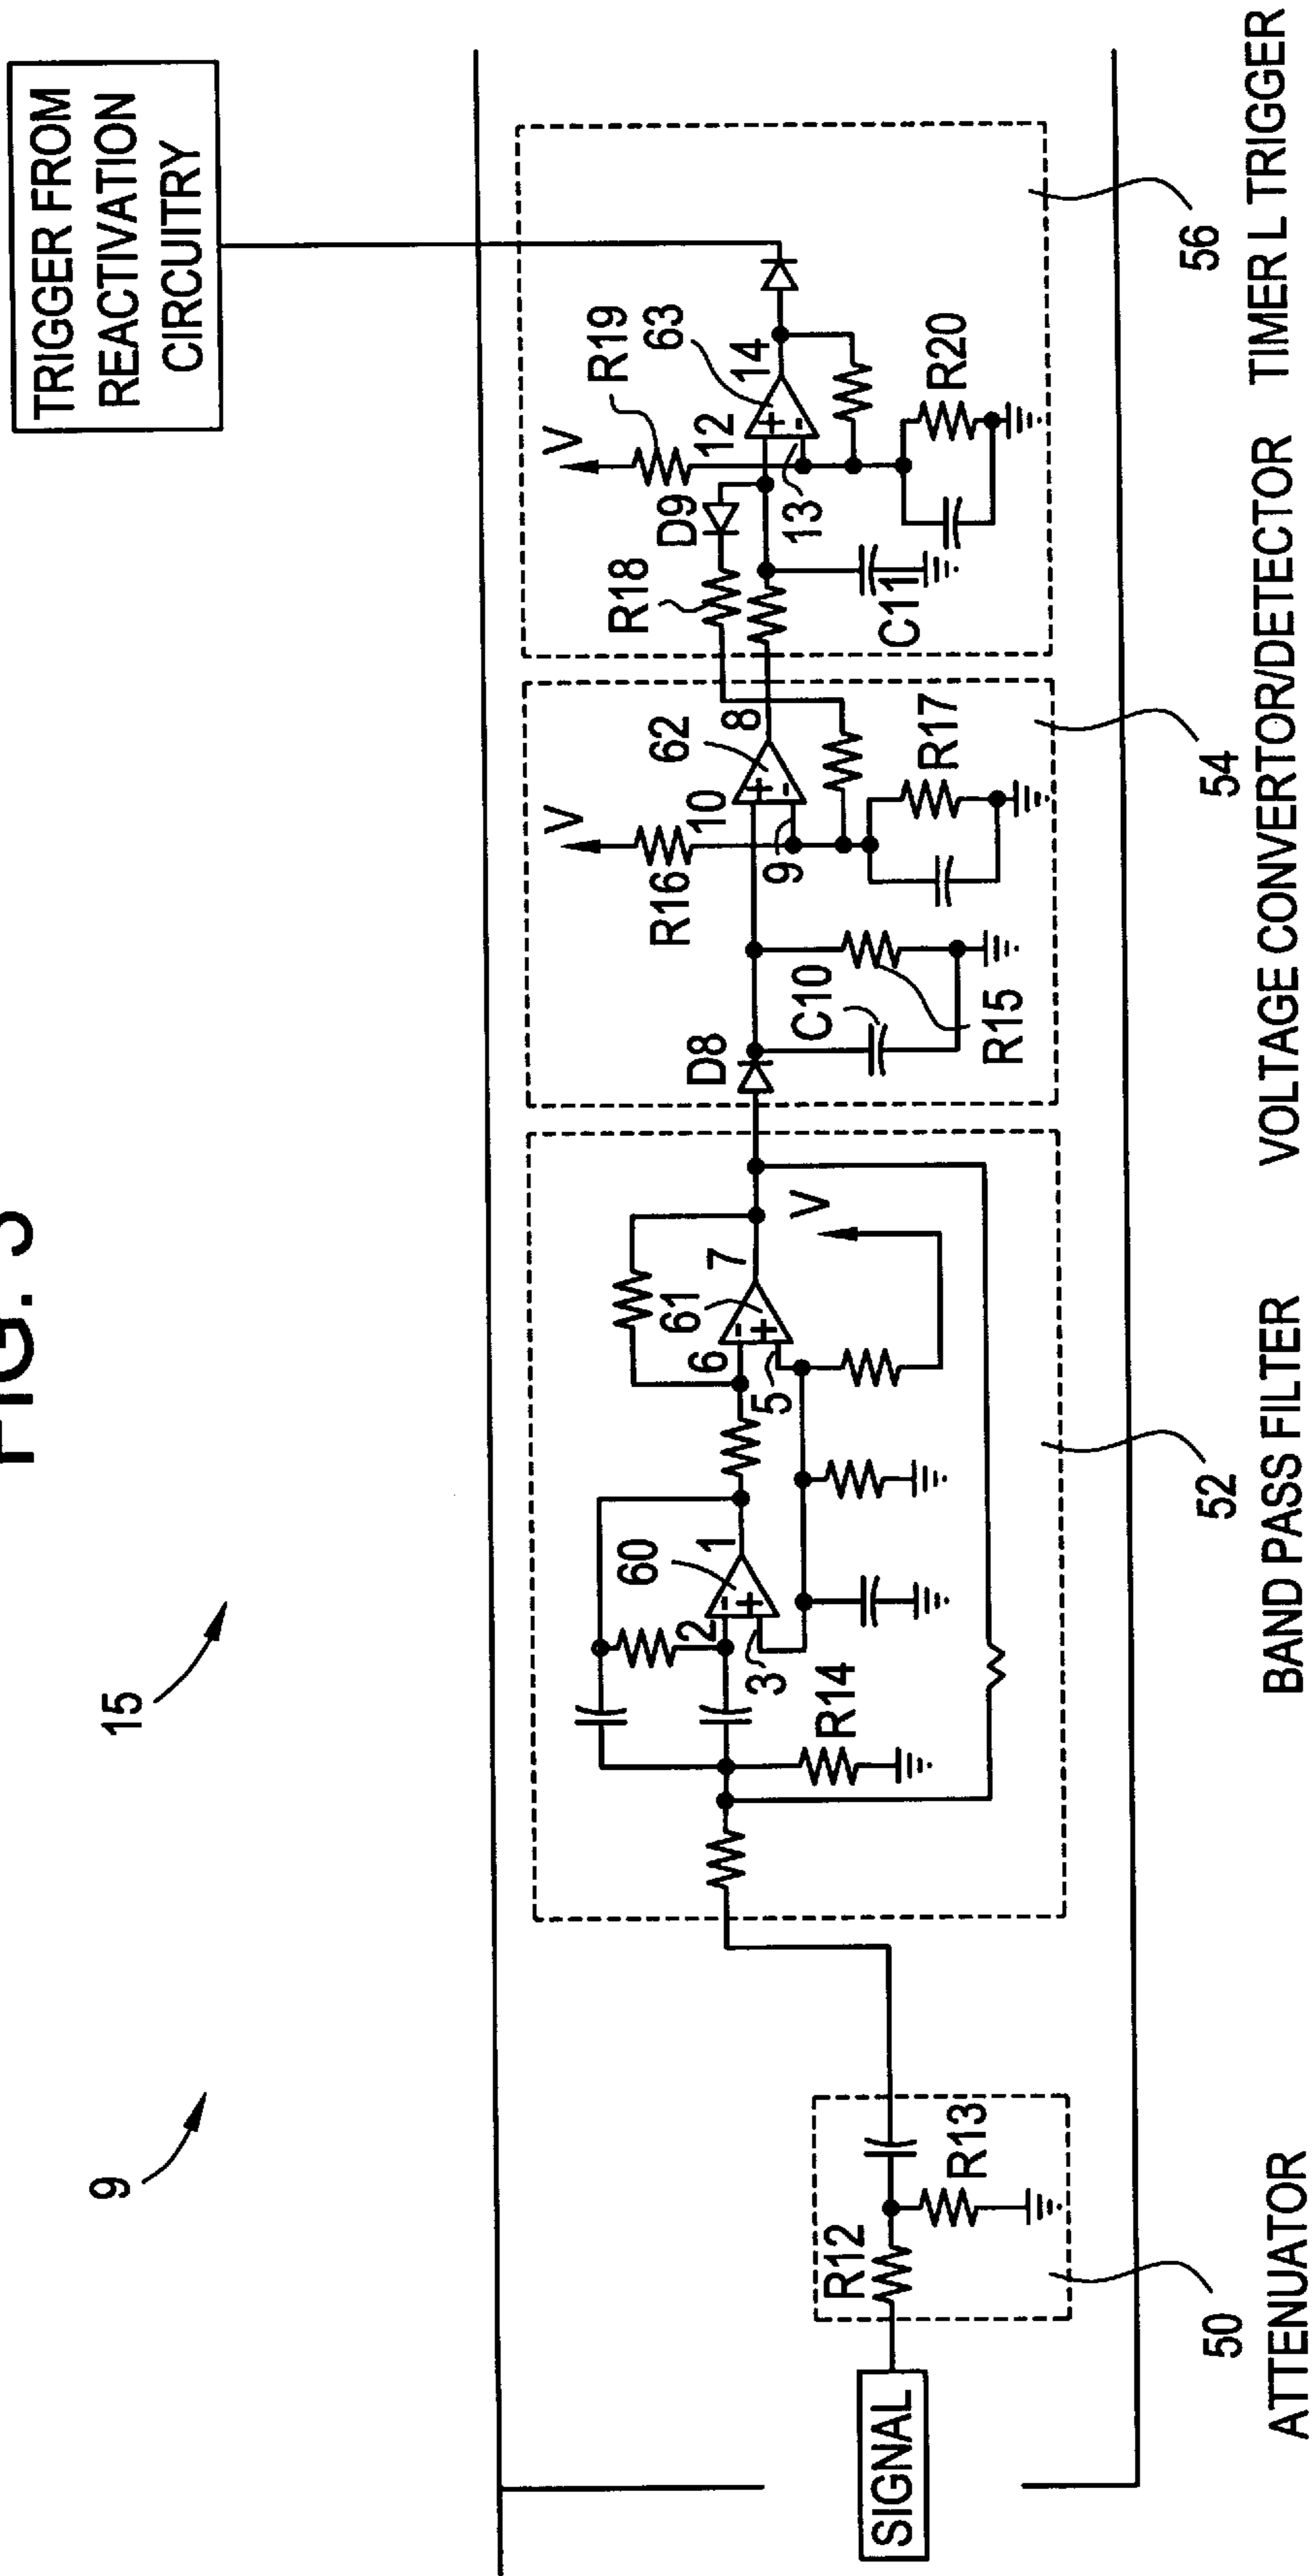 FIG. 3
15
9
TRIGGER FROM
REACTIVATION
CIRCUITRY
SIGNAL
R12
R13
50
ATTENUATOR
R14
2
3
60
1
6
5
61
7
V
52
BAND PASS FILTER
D8
C10
R15
R16
V
10
9
62
8
R17
54
VOLTAGE CONVERTOR/DETECTOR
R18
D9
C11
V
R19
12
13
63
14
R20
56
TIMER L TRIGGER